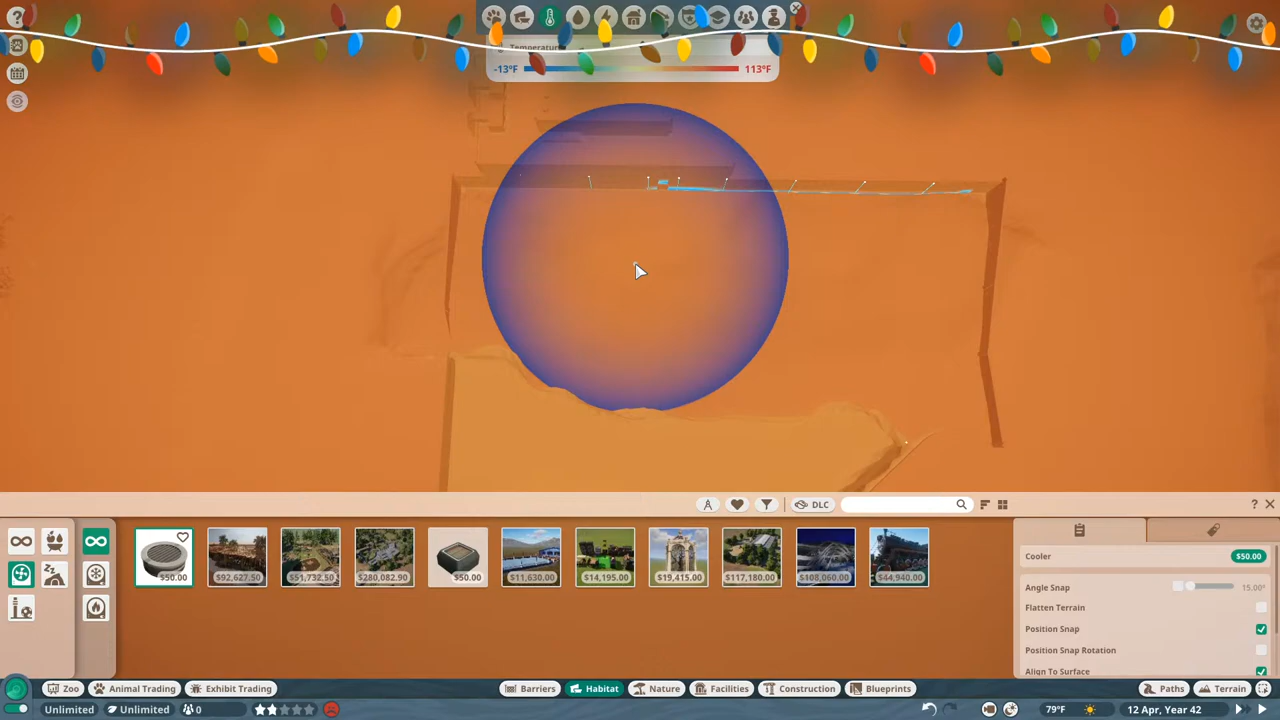 Temperature
-13°F
113°F
DLC
$50.00
$92,627.50
$51,732.50
$280,082.90
$50.00
$11,630.00
$14,195.00
$19,415.00
$117,180.00
$108,060.00
$44,940.00
Cooler
$50.00
Angle Snap
15.00°
Flatten Terrain
Position Snap
Position Snap Rotation
Align To Surface
Zoo
Animal Trading
Exhibit Trading
Barriers
Habitat
Nature
Facilities
Construction
Blueprints
Paths
Terrain
Unlimited
Unlimited
0
79°F
12 Apr, Year 42